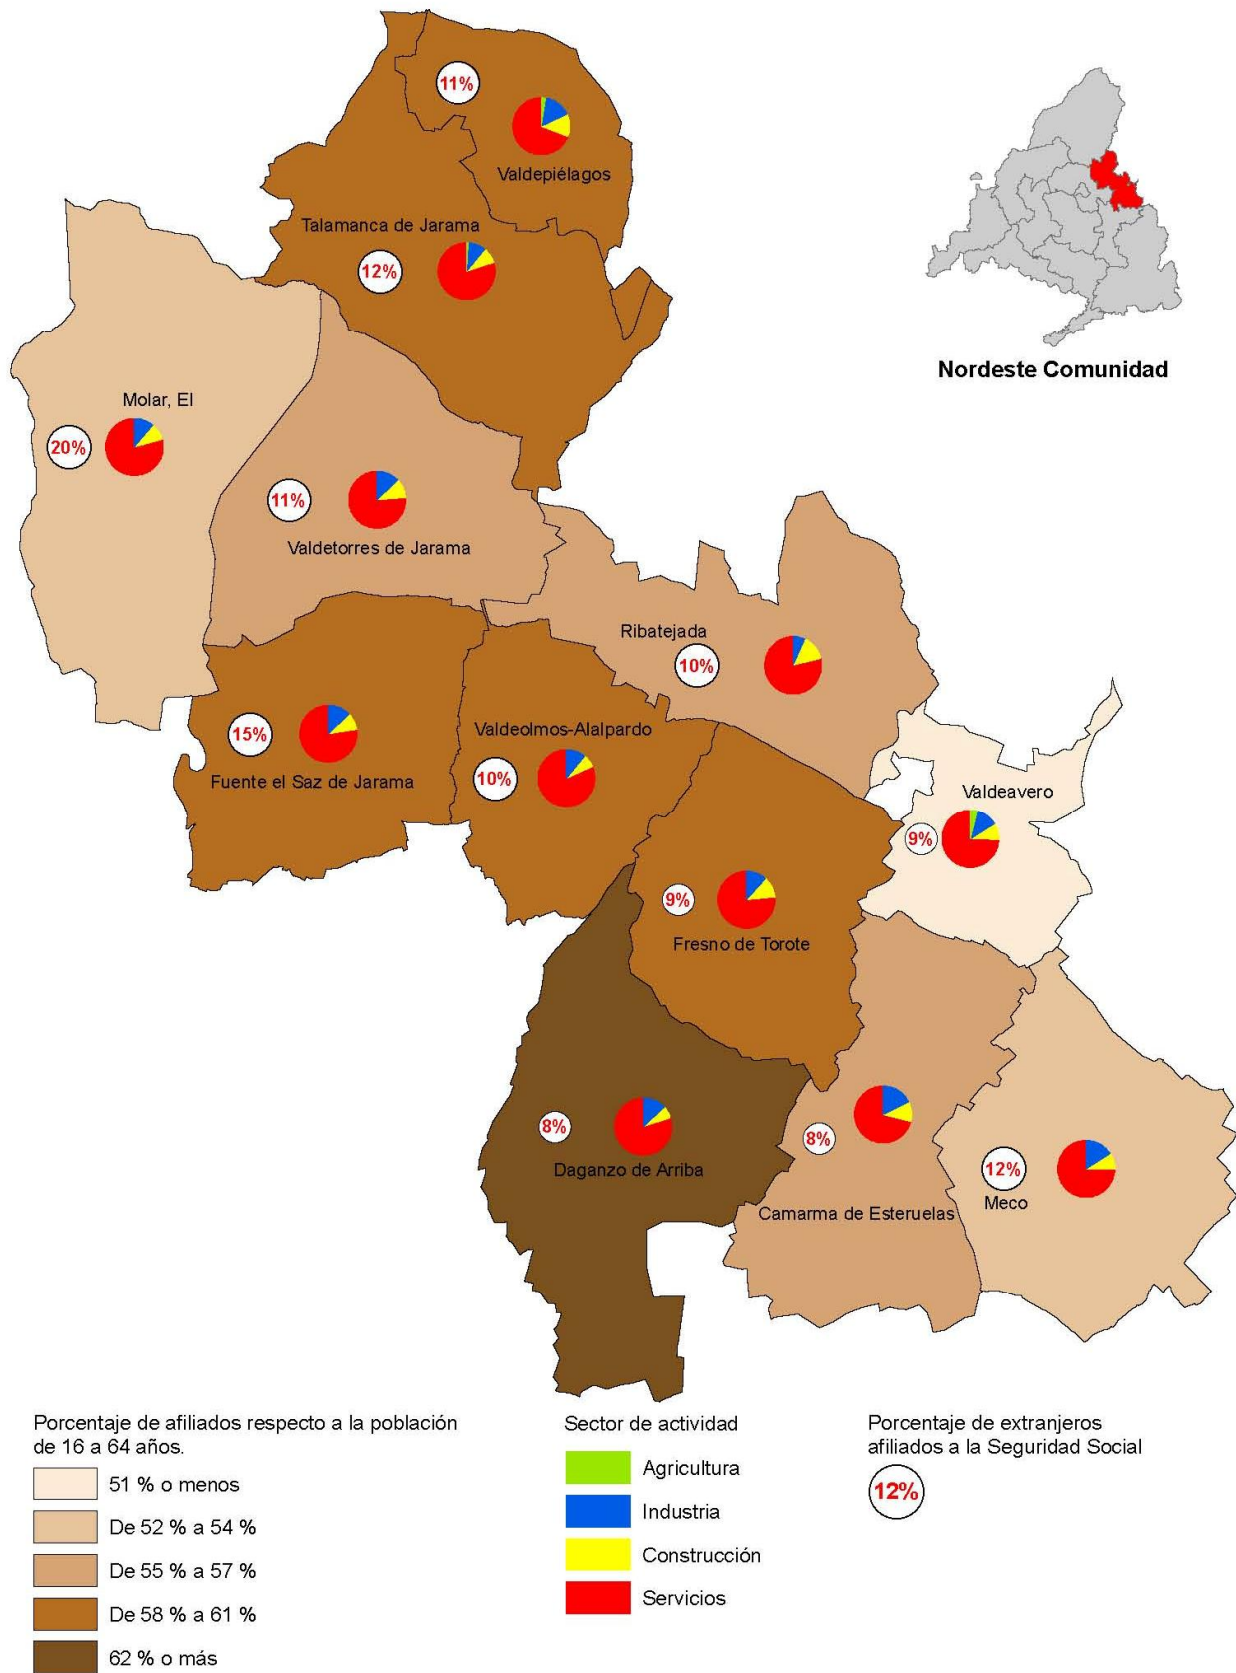 11%
Valdepiélagos
Talamanca de Jarama
12%
Nordeste Comunidad
Molar, El
20%
11%
Valdetorres de Jarama
Ribatejada
10%
15%
Fuente el Saz de Jarama
Valdeolmos-Alalpardo
10%
Valdeavero
9%
9%
Fresno de Torote
8%
Daganzo de Arriba
8%
Camarma de Esteruelas
12%
Meco
Porcentaje de afiliados respecto a la población
de 16 a 64 años.
51 % o menos
De 52 % a 54 %
De 55 % a 57 %
De 58 % a 61 %
62 % o más
Sector de actividad
Agricultura
Industria
Construcción
Servicios
Porcentaje de extranjeros
afiliados a la Seguridad Social
12%